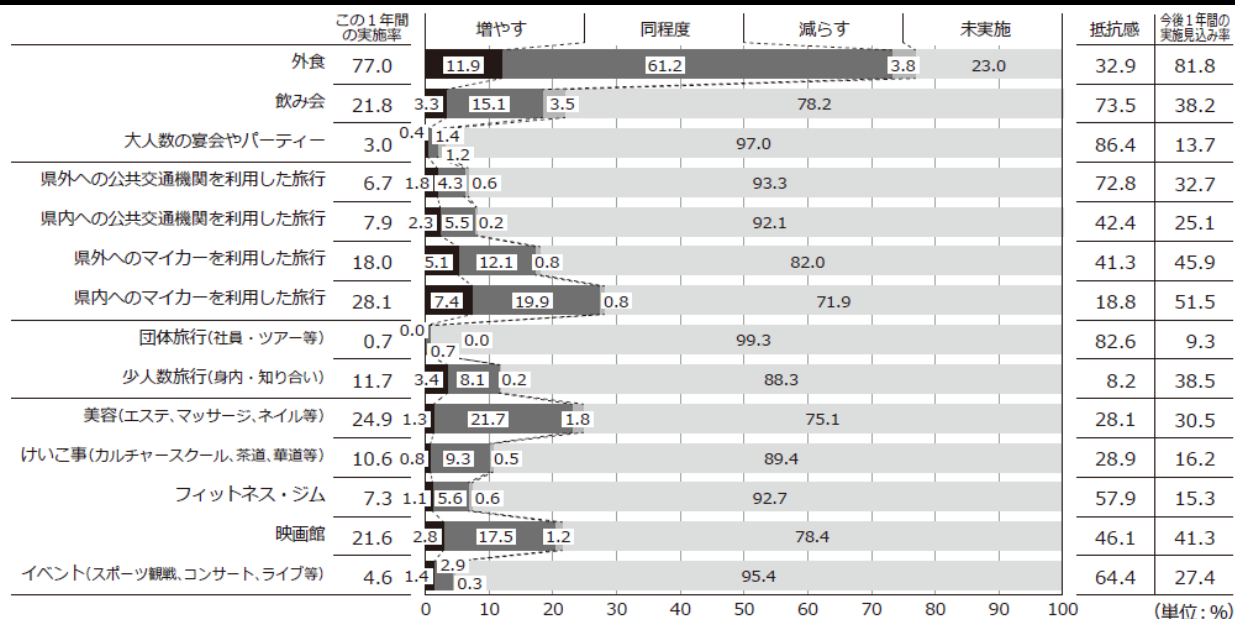 この1年間の実施率 増やす 同程度 減らす 未実施 抵抗感 今後1年間の実施見込み率
外食 77.0 11.9 61.2 3.8 23.0 32.9 81.8
飲み会 21.8 3.3 15.1 3.5 78.2 73.5 38.2
大人数の宴会やパーティー 3.0 0.4 1.4 1.2 97.0 86.4 13.7
県外への公共交通機関を利用した旅行 6.7 1.8 4.3 0.6 93.3 72.8 32.7
県内への公共交通機関を利用した旅行 7.9 2.3 5.5 0.2 92.1 42.4 25.1
県外へのマイカーを利用した旅行 18.0 5.1 12.1 0.8 82.0 41.3 45.9
県内へのマイカーを利用した旅行 28.1 7.4 19.9 0.8 71.9 18.8 51.5
団体旅行(社員・ツアー等) 0.7 0.0 0.7 0.0 99.3 82.6 9.3
少人数旅行(身内・知り合い) 11.7 3.4 8.1 0.2 88.3 8.2 38.5
美容(エステ、マッサージ、ネイル等) 24.9 1.3 21.7 1.8 75.1 28.1 30.5
けいこ事(カルチャースクール、茶道、華道等) 10.6 0.8 9.3 0.5 89.4 28.9 16.2
フィットネス・ジム 7.3 1.1 5.6 0.6 92.7 57.9 15.3
映画館 21.6 2.8 17.5 1.2 78.4 46.1 41.3
イベント(スポーツ観戦、コンサート、ライブ等) 4.6 1.4 2.9 0.3 95.4 64.4 27.4
0 10 20 30 40 50 60 70 80 90 100 (単位:%)